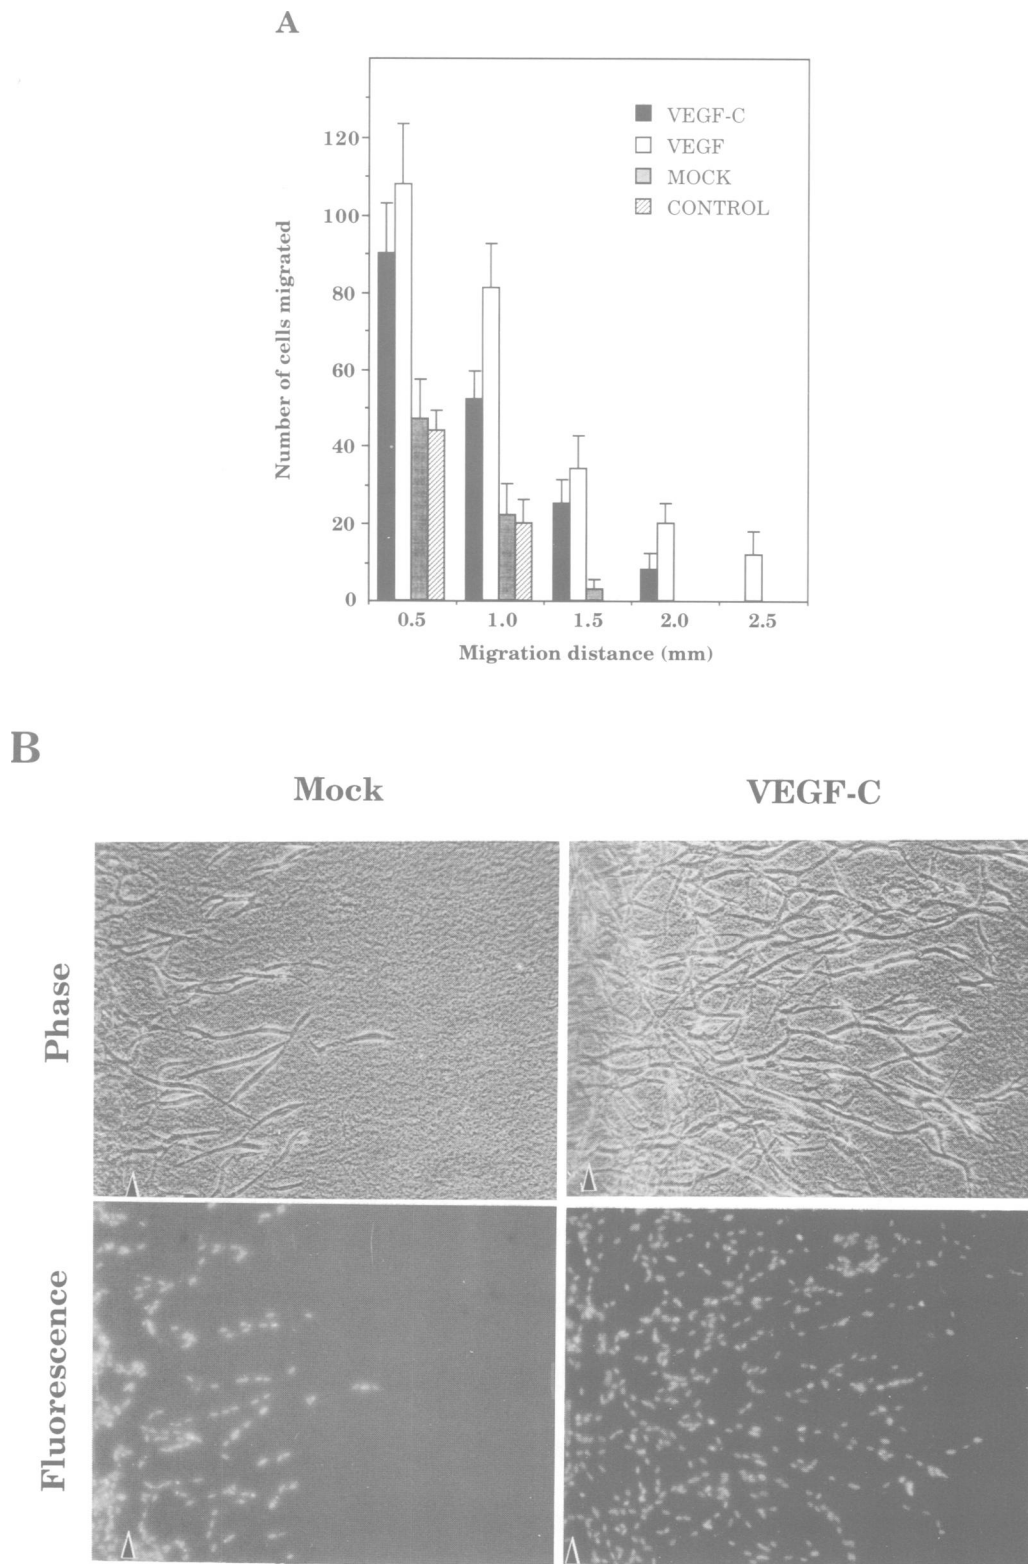 A
VEGF-C
VEGF
MOCK
CONTROL
120
100
80
60
40
20
0
Number of cells migrated
0.5 1.0 1.5 2.0 2.5
Migration distance (mm)
B
Mock VEGF-C
Phase
Fluorescence